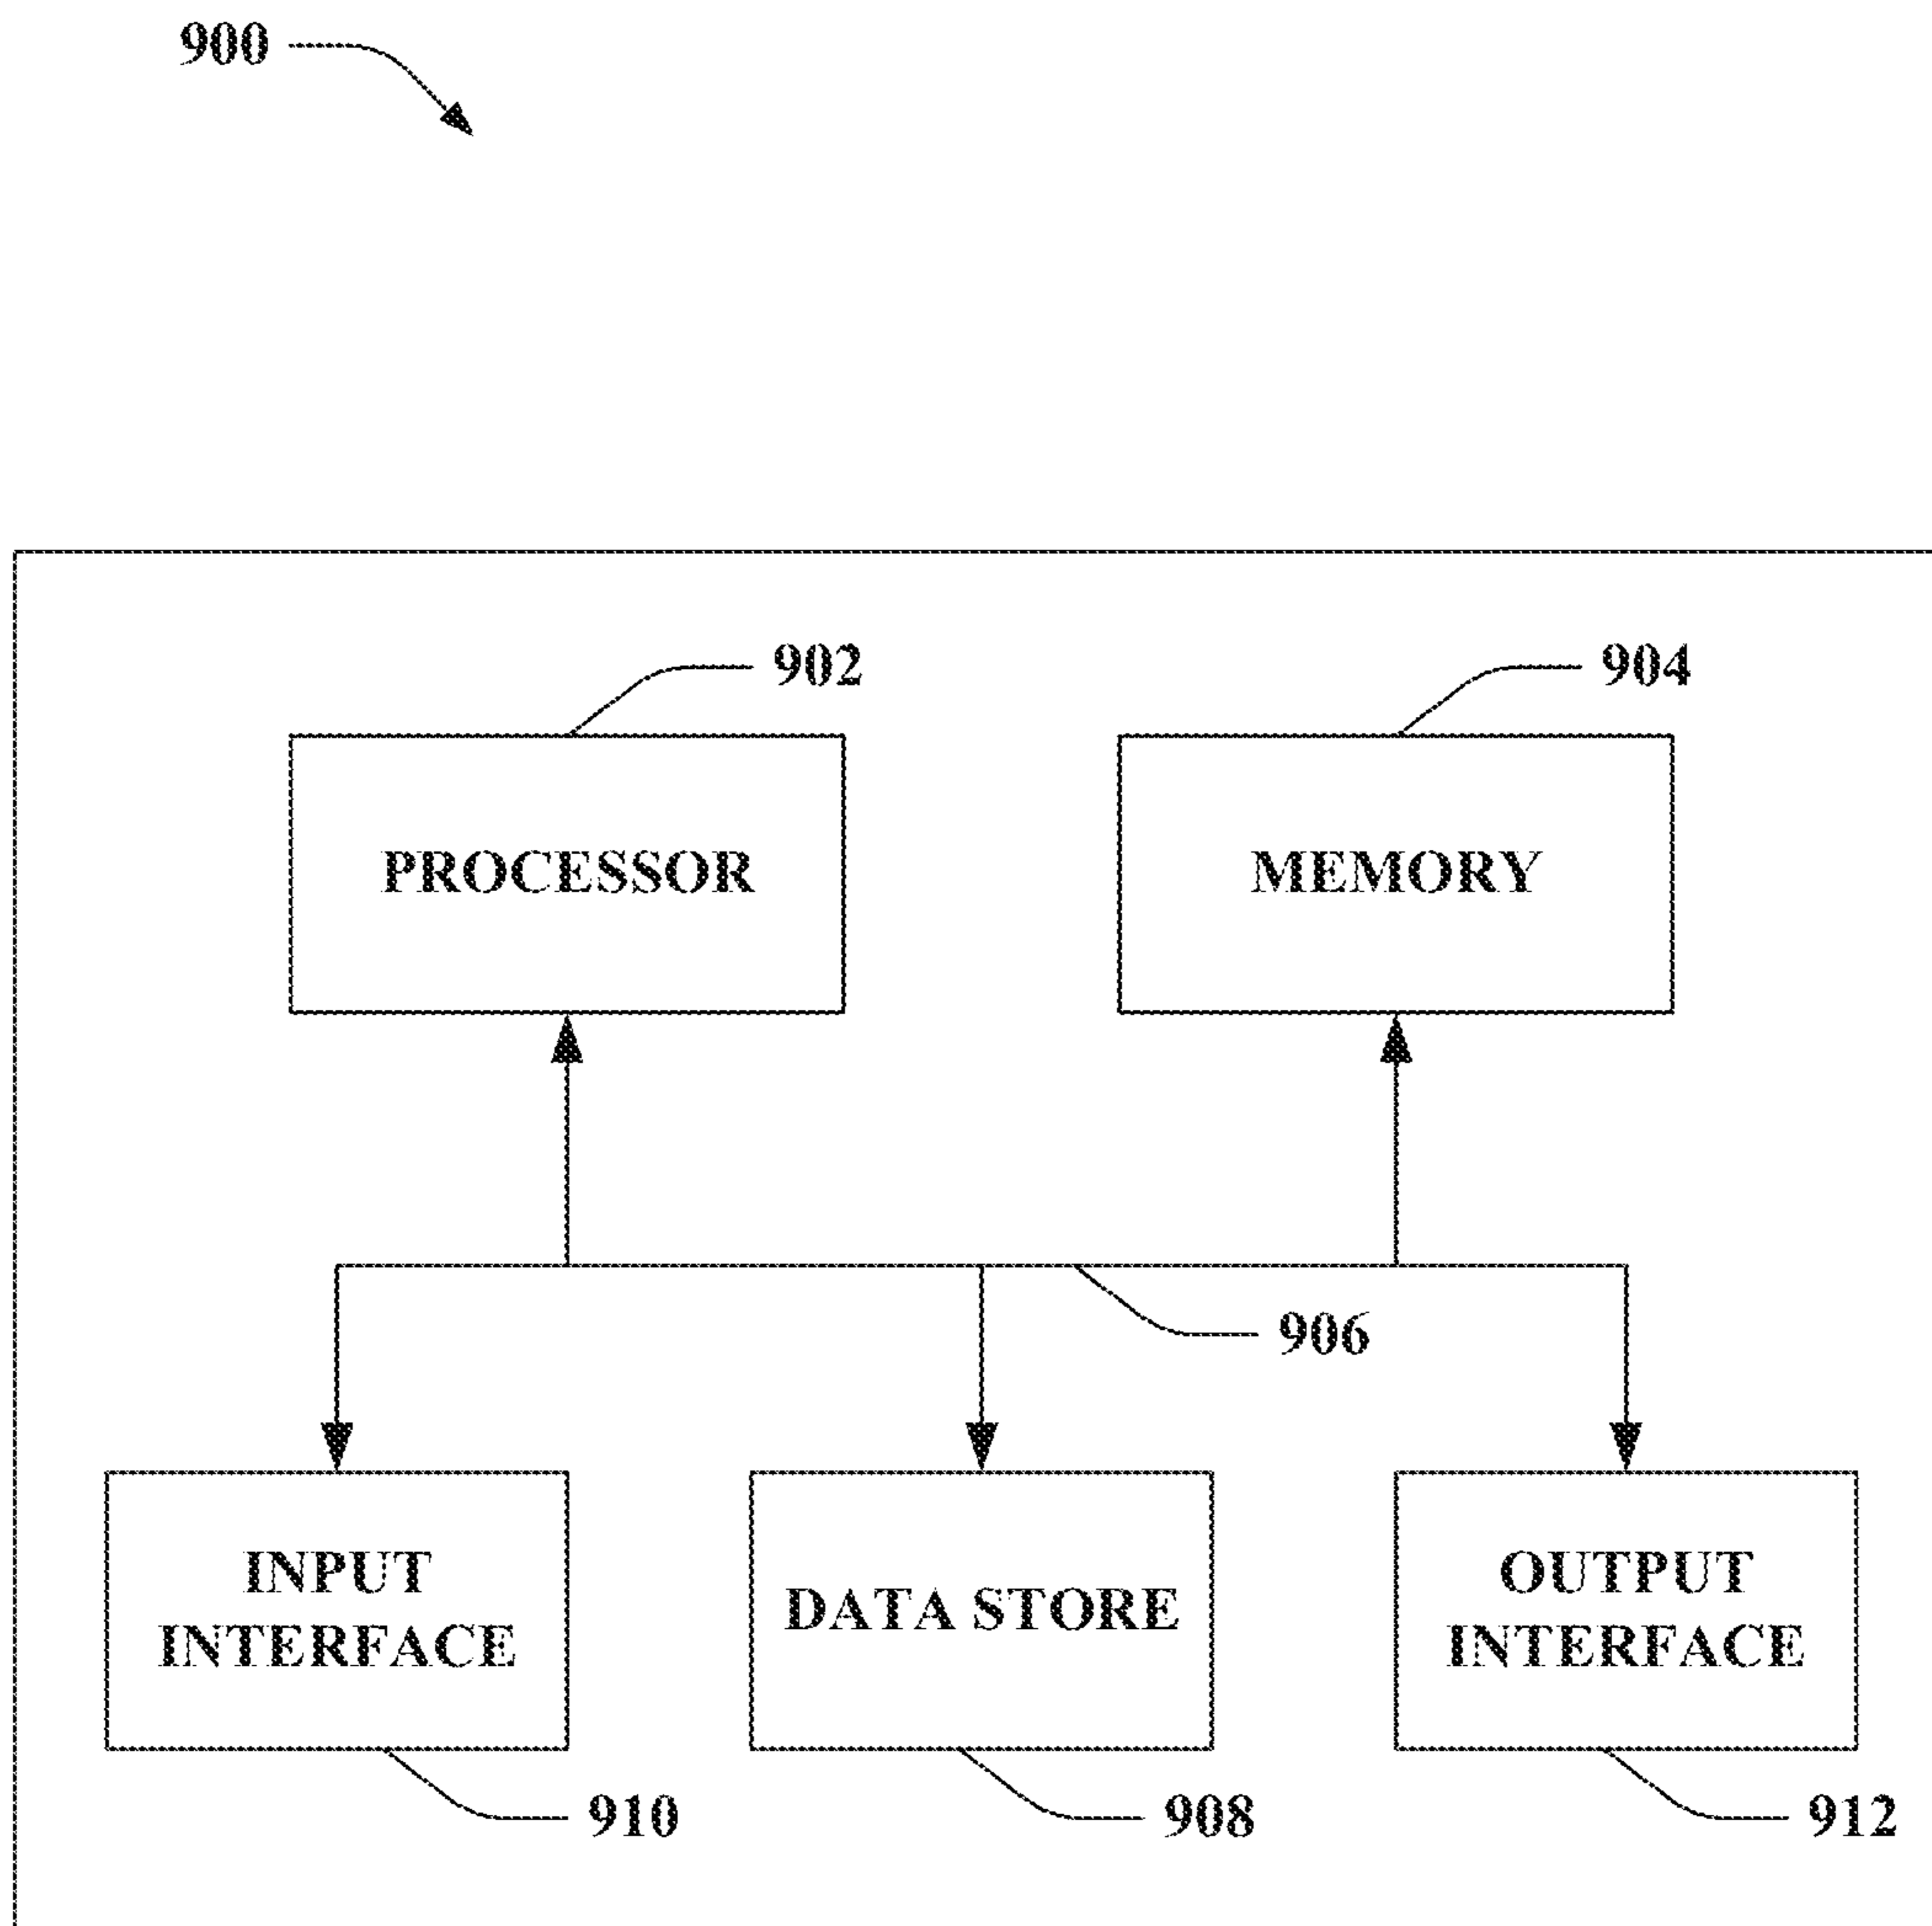 900
902
904
PROCESSOR
MEMORY
906
INPUT
INTERFACE
DATA STORE
OUTPUT
INTERFACE
910
908
912